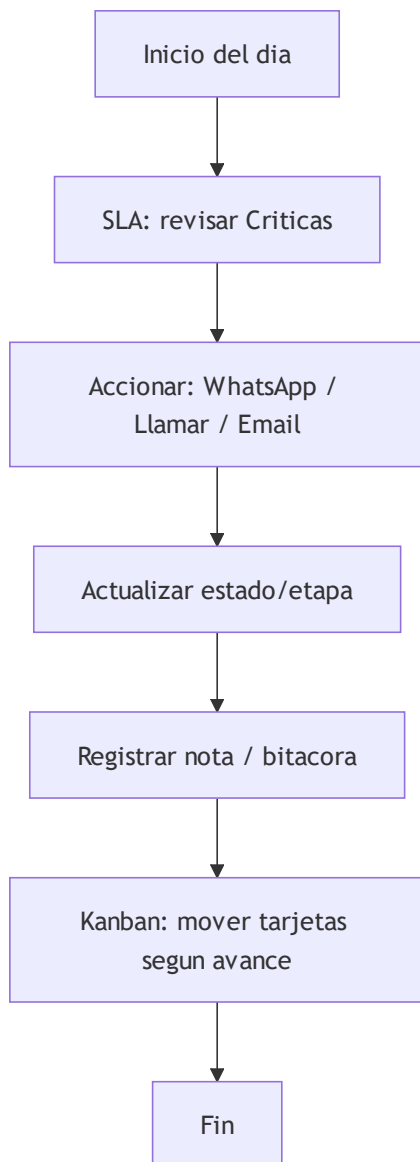 Inicio del dia
SLA: revisar Criticas
Accionar: WhatsApp /
Llamar / Email
Actualizar estado/etapa
Registrar nota / bitacora
Kanban: mover tarjetas
segun avance
Fin